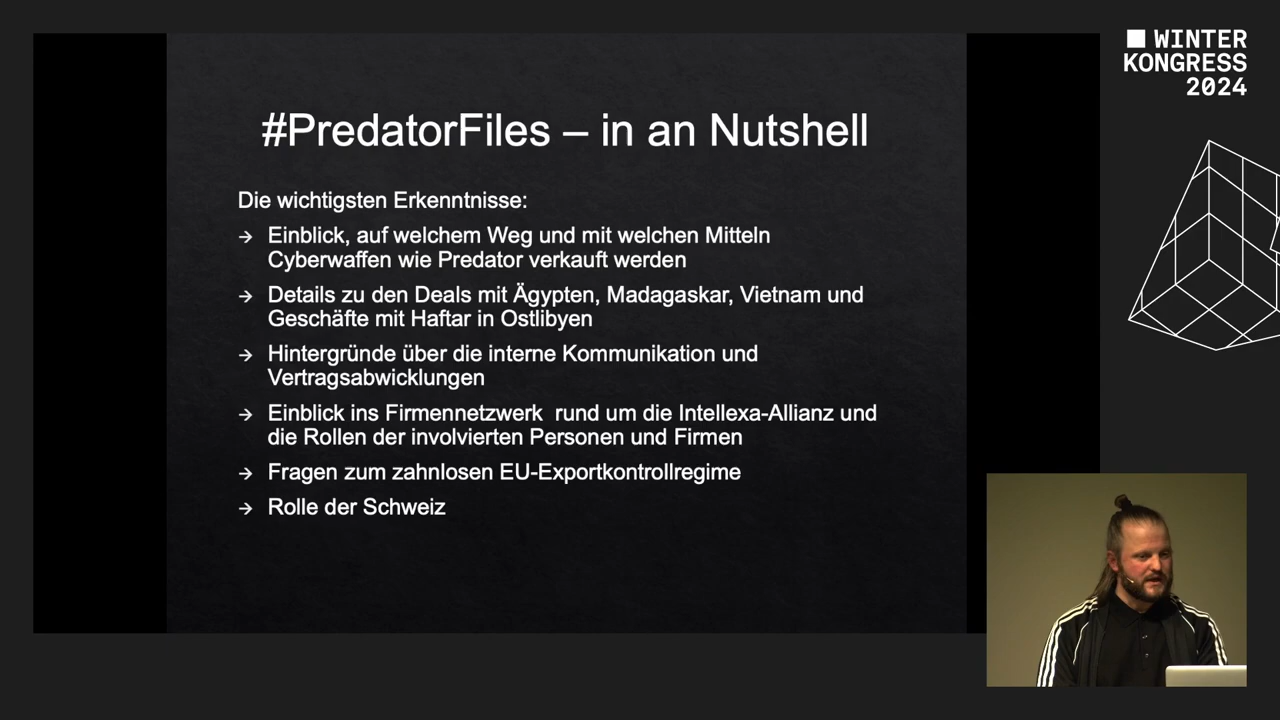 WINTER
KONGRESS
2024
#PredatorFiles – in an Nutshell
Die wichtigsten Erkenntnisse:
→ Einblick, auf welchem Weg und mit welchen Mitteln
Cyberwaffen wie Predator verkauft werden
→ Details zu den Deals mit Ägypten, Madagaskar, Vietnam und
Geschäfte mit Haftar in Ostlibyen
→ Hintergründe über die interne Kommunikation und
Vertragsabwicklungen
→ Einblick ins Firmennetzwerk  rund um die Intellexa-Allianz und
die Rollen der involvierten Personen und Firmen
→ Fragen zum zahnlosen EU-Exportkontrollregime
→ Rolle der Schweiz